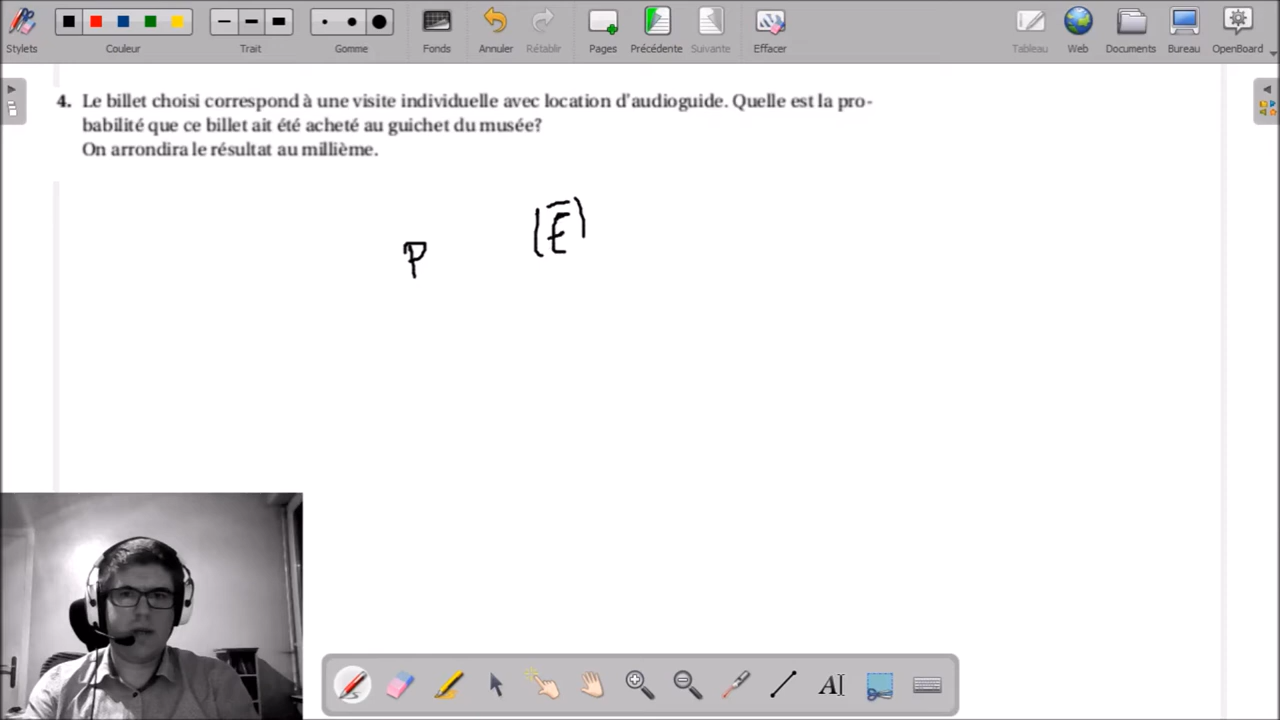 Stylets
Couleur
Trait
Gomme
Fonds
Annuler
Rétablir
Pages
Précédente
Suivante
Effacer
Tableau
Web
Documents
Bureau
OpenBoard
4. Le billet choisi correspond à une visite individuelle avec location d'audioguide. Quelle est la pro-
babilité que ce billet ait été acheté au guichet du musée?
On arrondira le résultat au millième.
P (E̅)
AI